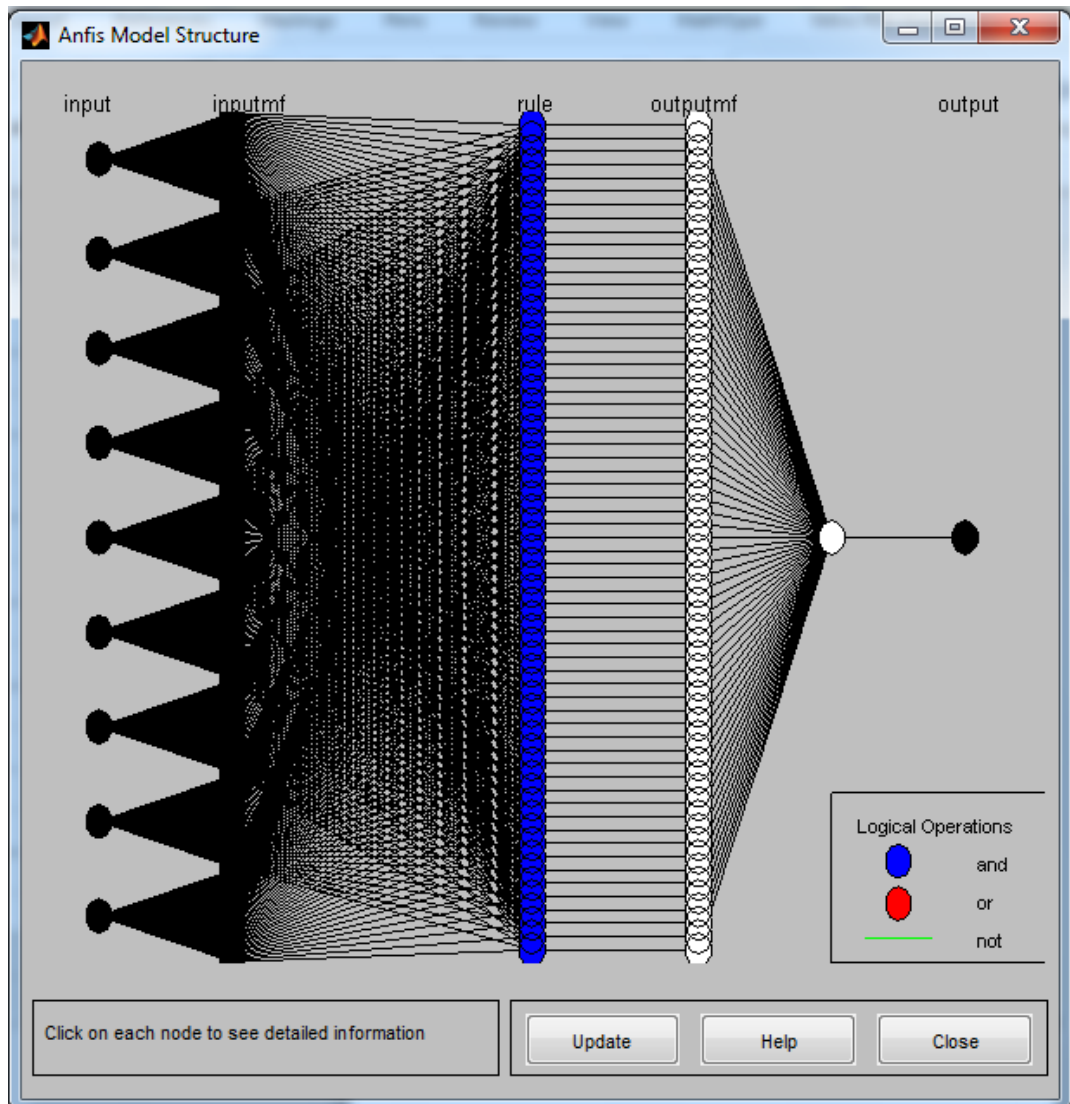 Anfis Model Structure
input inputmf rule outputmf output
Logical Operations
and
or
not
Click on each node to see detailed information
Update Help Close